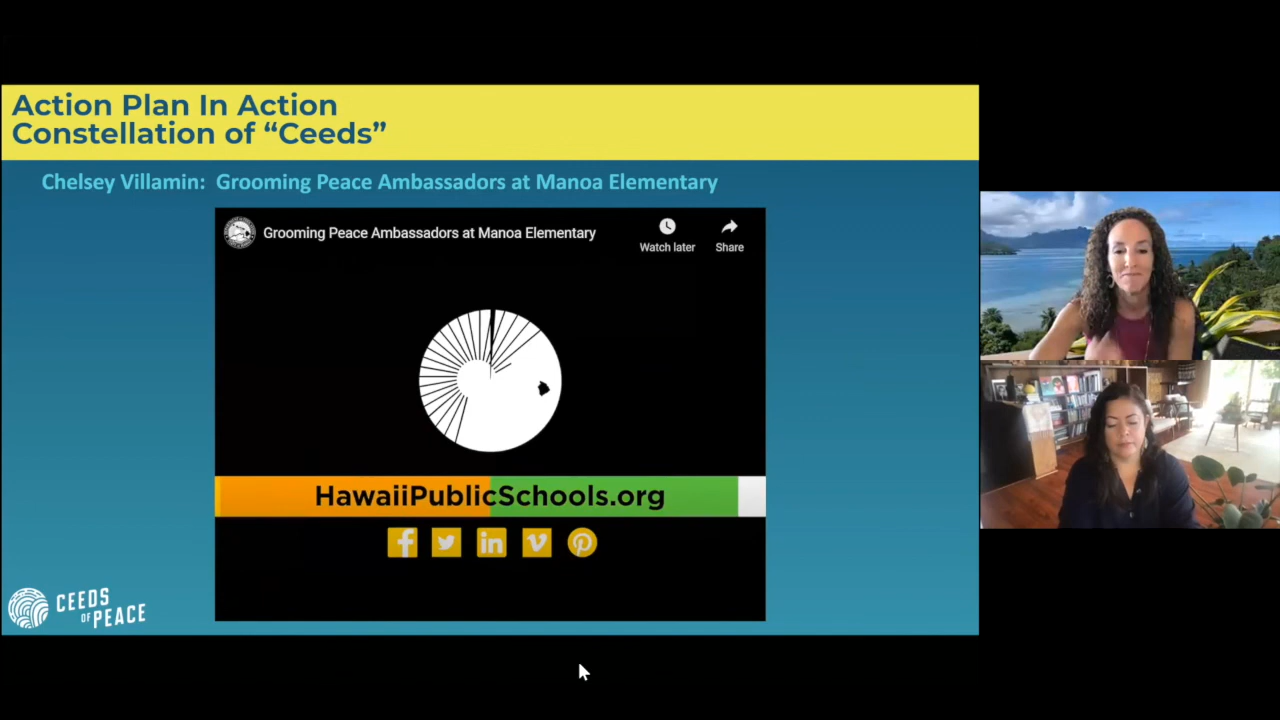 Action Plan In Action
Constellation of “Ceeds”
Chelsey Villamin: Grooming Peace Ambassadors at Manoa Elementary
Grooming Peace Ambassadors at Manoa Elementary
Watch later
Share
HawaiiPublicSchools.org
CEEDS
OF PEACE